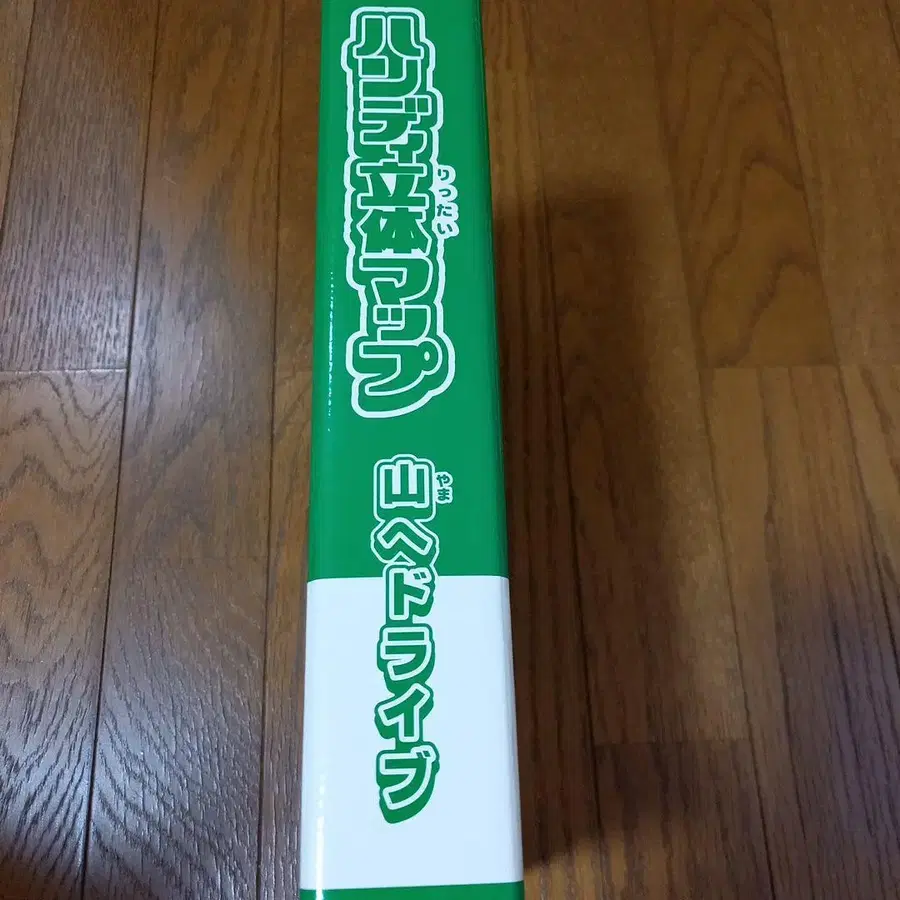 ハンディ立体マップ
りったい
山へドライブ
やま